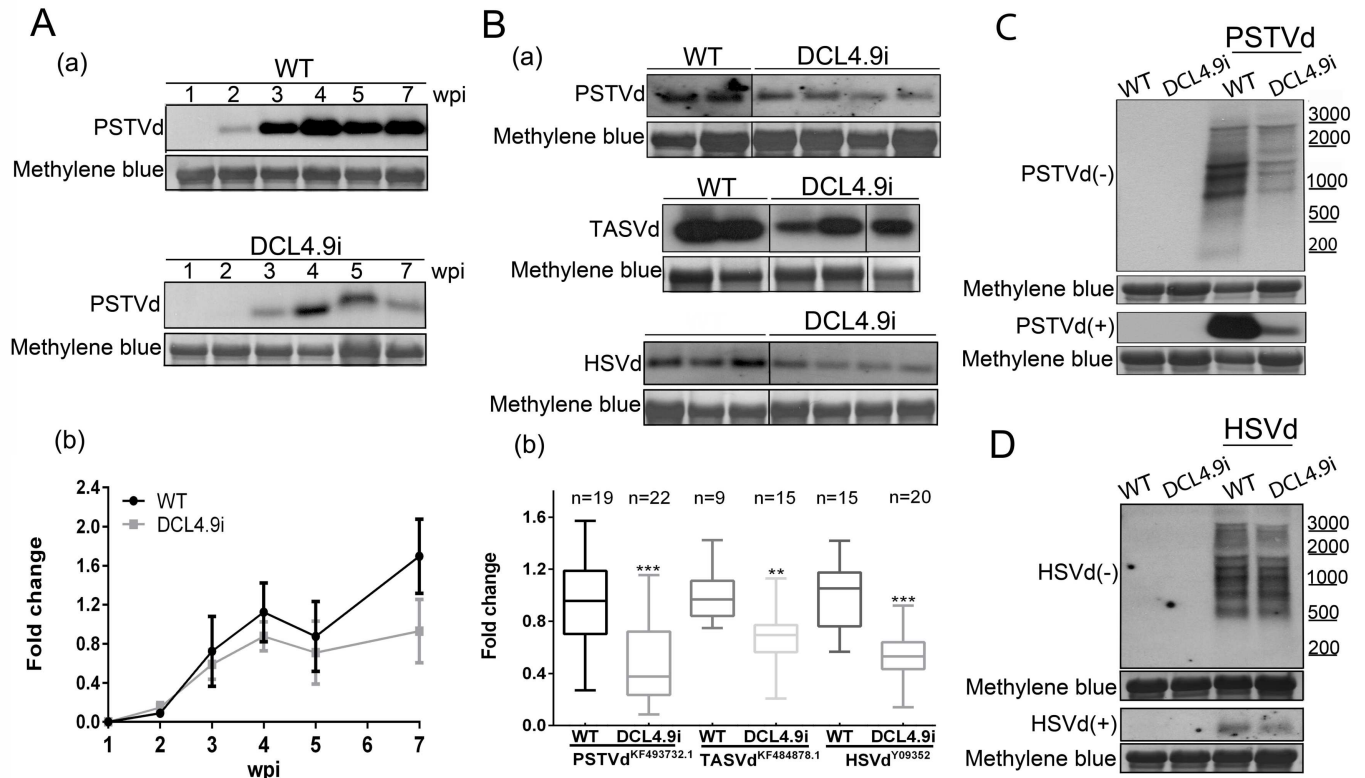 A
(a)
WT
1 2 3 4 5 7 wpi
PSTVd
Methylene blue
DCL4.9i
1 2 3 4 5 7 wpi
PSTVd
Methylene blue
(b)
WT
DCL4.9i
Fold change
2.4
2.0
1.6
1.2
0.8
0.4
0.0
1 2 3 4 5 6 7
wpi
B
(a)
WT DCL4.9i
PSTVd
Methylene blue
WT DCL4.9i
TASVd
Methylene blue
DCL4.9i
HSVd
Methylene blue
(b)
n=19 n=22 n=9 n=15 n=15 n=20
Fold change
1.6
1.2
0.8
0.4
0.0
*** ** ***
WT DCL4.9i WT DCL4.9i WT DCL4.9i
PSTVd^KF493732.1 TASVd^KF484878.1 HSVd^Y09352
C
PSTVd
WT DCL4.9i WT DCL4.9i
PSTVd(-)
3000
2000
1000
500
200
Methylene blue
PSTVd(+)
Methylene blue
D
HSVd
WT DCL4.9i WT DCL4.9i
HSVd(-)
3000
2000
1000
500
200
Methylene blue
HSVd(+)
Methylene blue